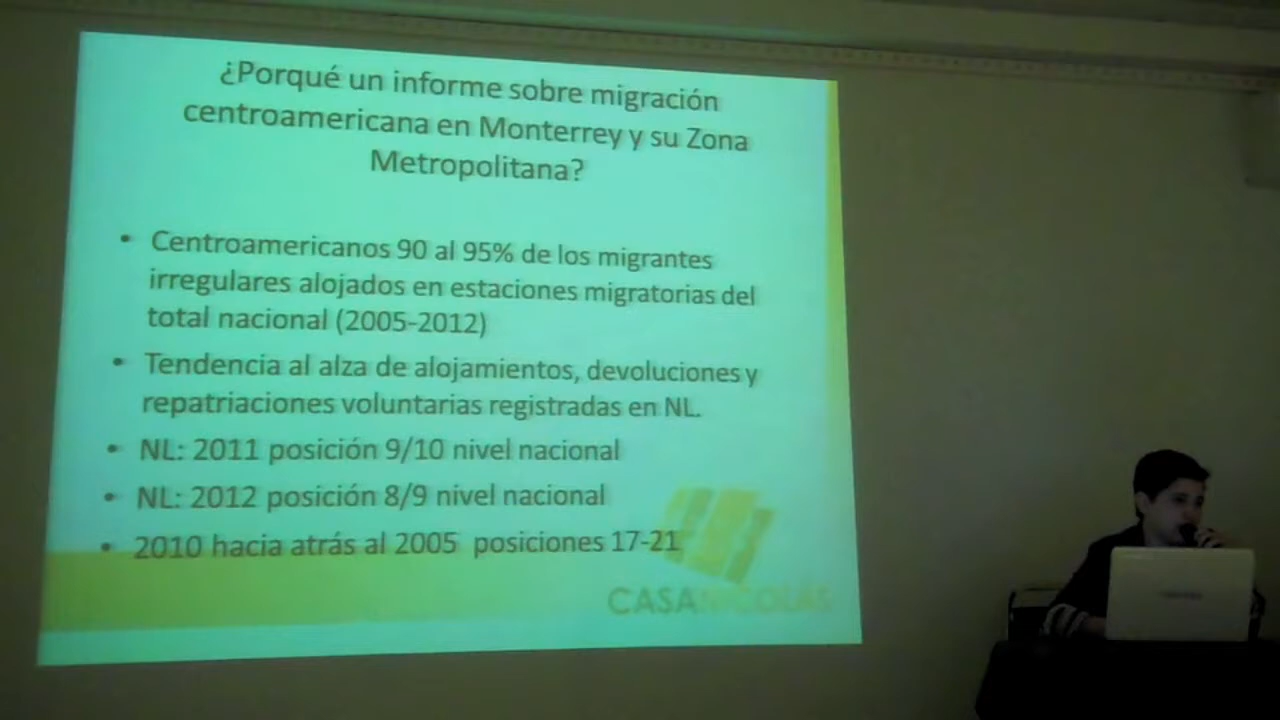 ¿Porqué un informe sobre migración
centroamericana en Monterrey y su Zona
Metropolitana?
• Centroamericanos 90 al 95% de los migrantes
irregulares alojados en estaciones migratorias del
total nacional (2005-2012)
• Tendencia al alza de alojamientos, devoluciones y
repatriaciones voluntarias registradas en NL.
• NL: 2011 posición 9/10 nivel nacional
• NL: 2012 posición 8/9 nivel nacional
• 2010 hacia atrás al 2005 posiciones 17-21
CASANICOLÁS